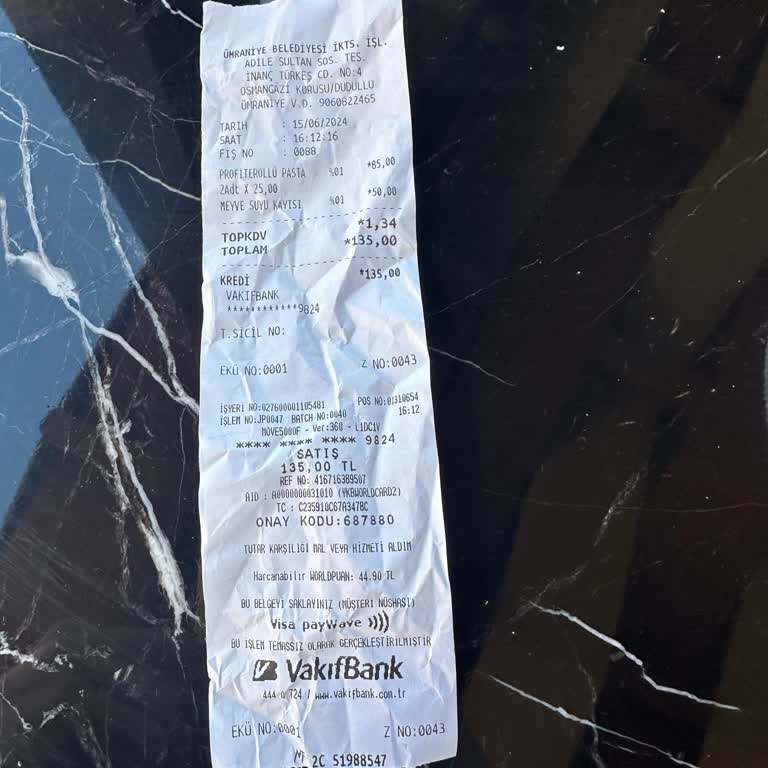 ÜMRANİYE BELEDİYESİ İKTS. İŞL.
ADİLE SULTAN SOS. TES.
İNANÇ TÜRKEŞ CD. NO:4
OSMANGAZİ KORUSU/DUDULLU
ÜMRANİYE V.D. 9060822465
TARİH : 15/06/2024
SAAT : 16:12:16
FİŞ NO : 0088
PROFİTEROLLÜ PASTA %01 *85,00
2Adt X 25,00
MEYVE SUYU KAYISI %01 *50,00
TOPKDV *1,34
TOPLAM *135,00
KREDİ *135,00
VAKIFBANK
************9824
T.SİCİL NO:
EKÜ NO:0001 Z NO:0043
İŞYERİ NO:027600001105481 POS NO:01310654
İŞLEM NO:JP0047 BATCH NO:0040 16:12
MOVE5000F - Ver:360 - L1DC1V
**** **** **** 9824
SATIŞ
135,00 TL
REF NO: 416716389507
AID : A0000000031010 (YKBWORLDCARD2)
TC : C235910C67A3478C
ONAY KODU:687880
TUTAR KARŞILIĞI MAL VEYA HİZMETİ ALDIM
Harcanabilir WORLDPUAN: 44.90 TL
BU BELGEYİ SAKLAYINIZ (MÜŞTERİ NÜSHASI)
Visa payWave
BU İŞLEM TEMASSIZ OLARAK GERÇEKLEŞTİRİLMİŞTİR
VakıfBank
444 0 724 / www.vakıfbank.com.tr
EKÜ NO:0001 Z NO:0043
MF 2C 51988547